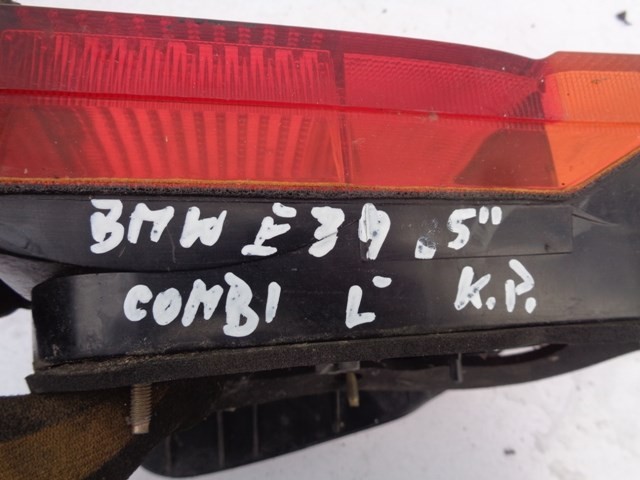 BMW E39 „5"
COMBI L K.P.